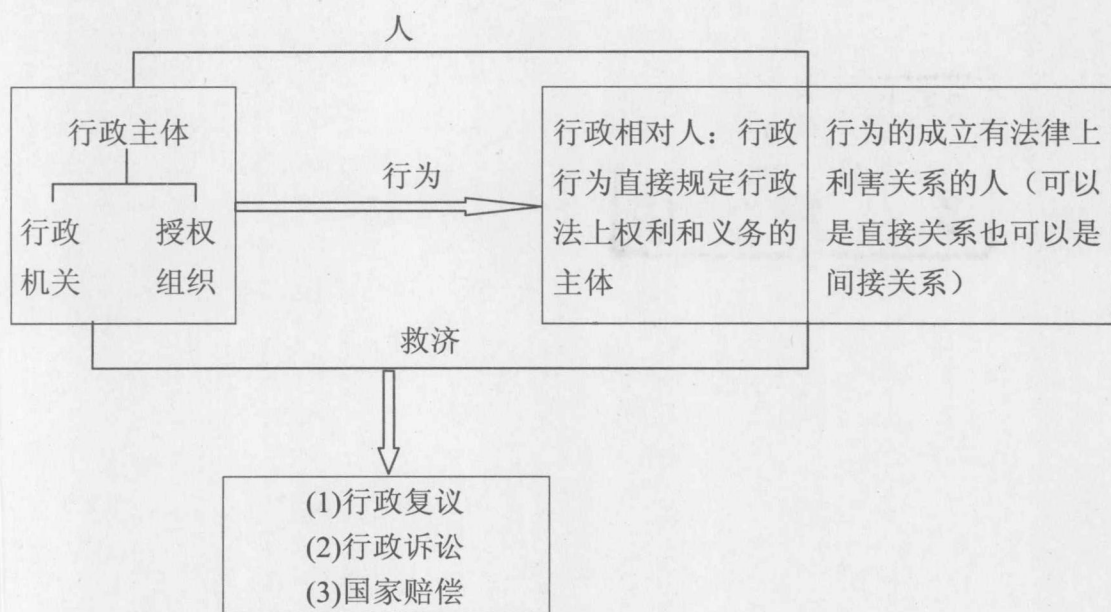 人
行政主体
行政 授权
机关 组织
行为
行政相对人：行政
行为直接规定行政
法上权利和义务的
主体
行为的成立有法律上
利害关系的人（可以
是直接关系也可以是
间接关系）
救济
(1)行政复议
(2)行政诉讼
(3)国家赔偿